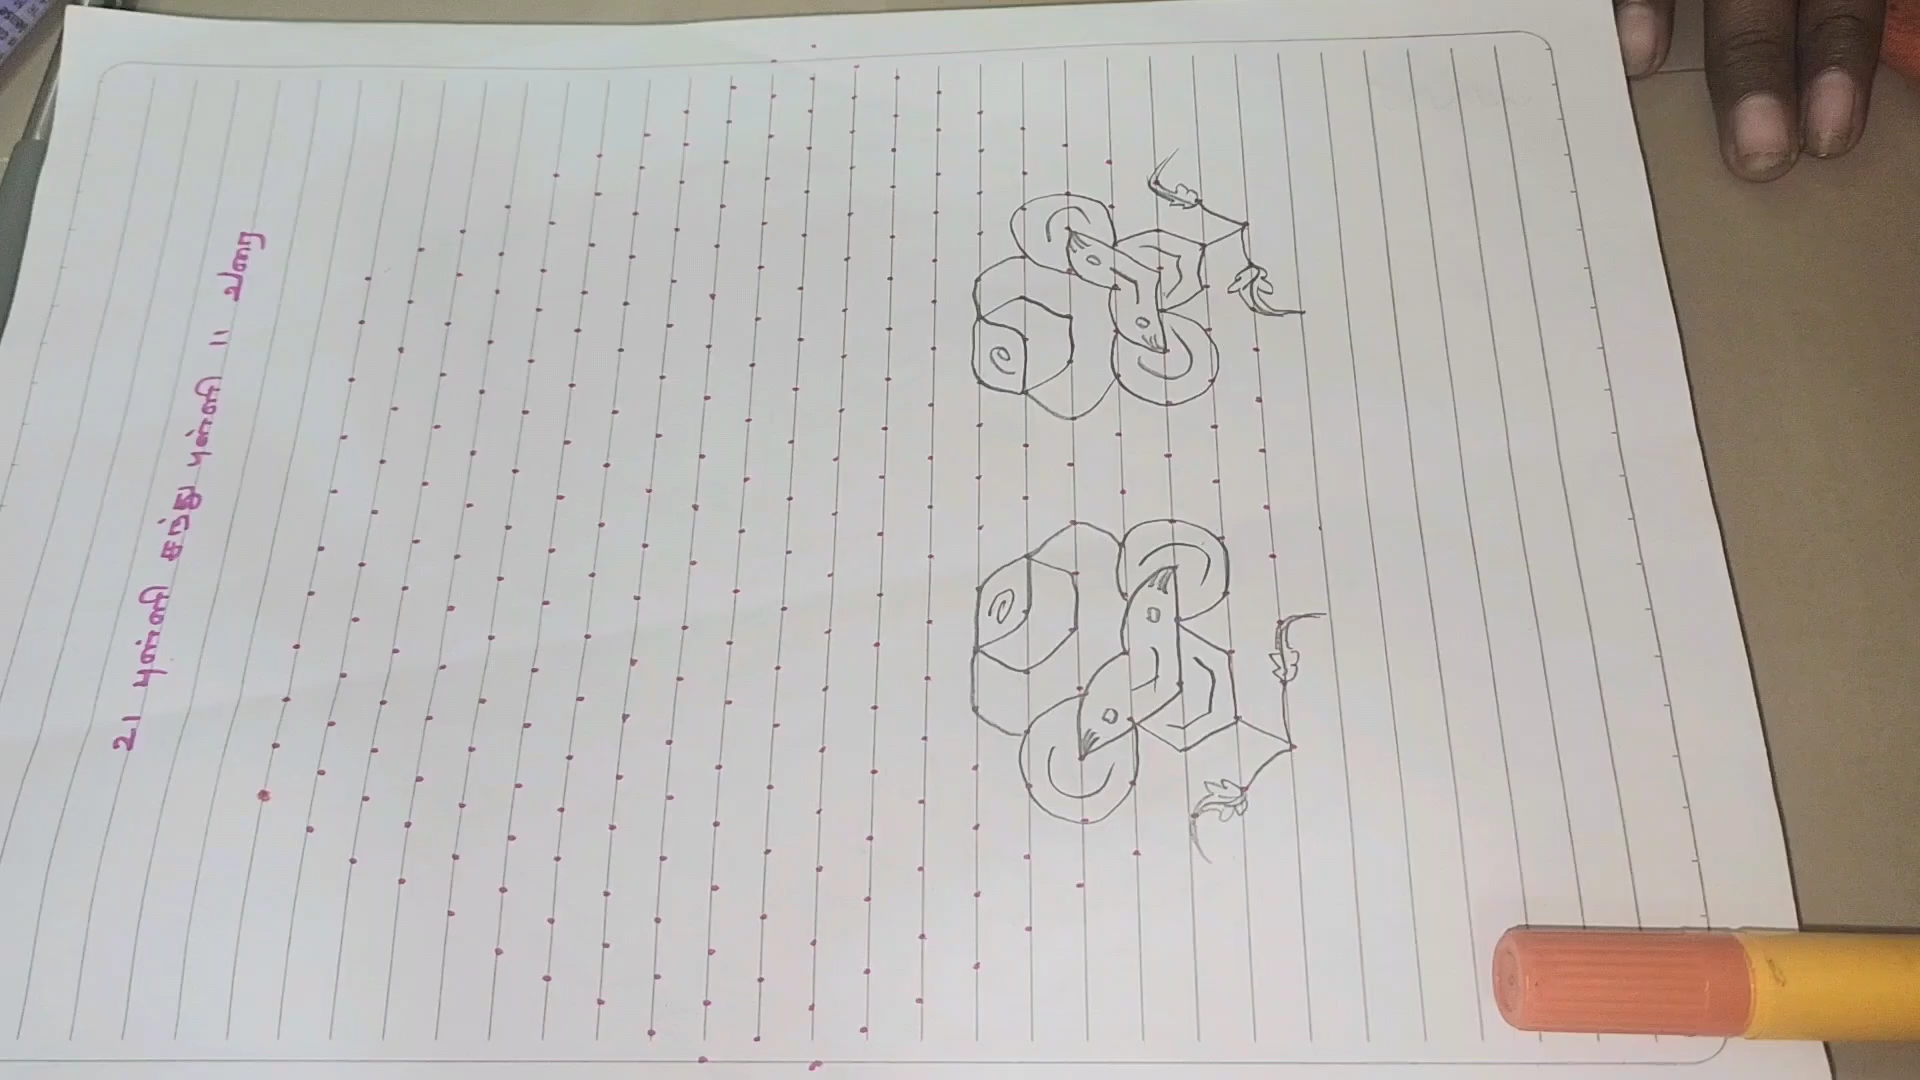 21 புள்ளி சந்து புள்ளி 11 வரை